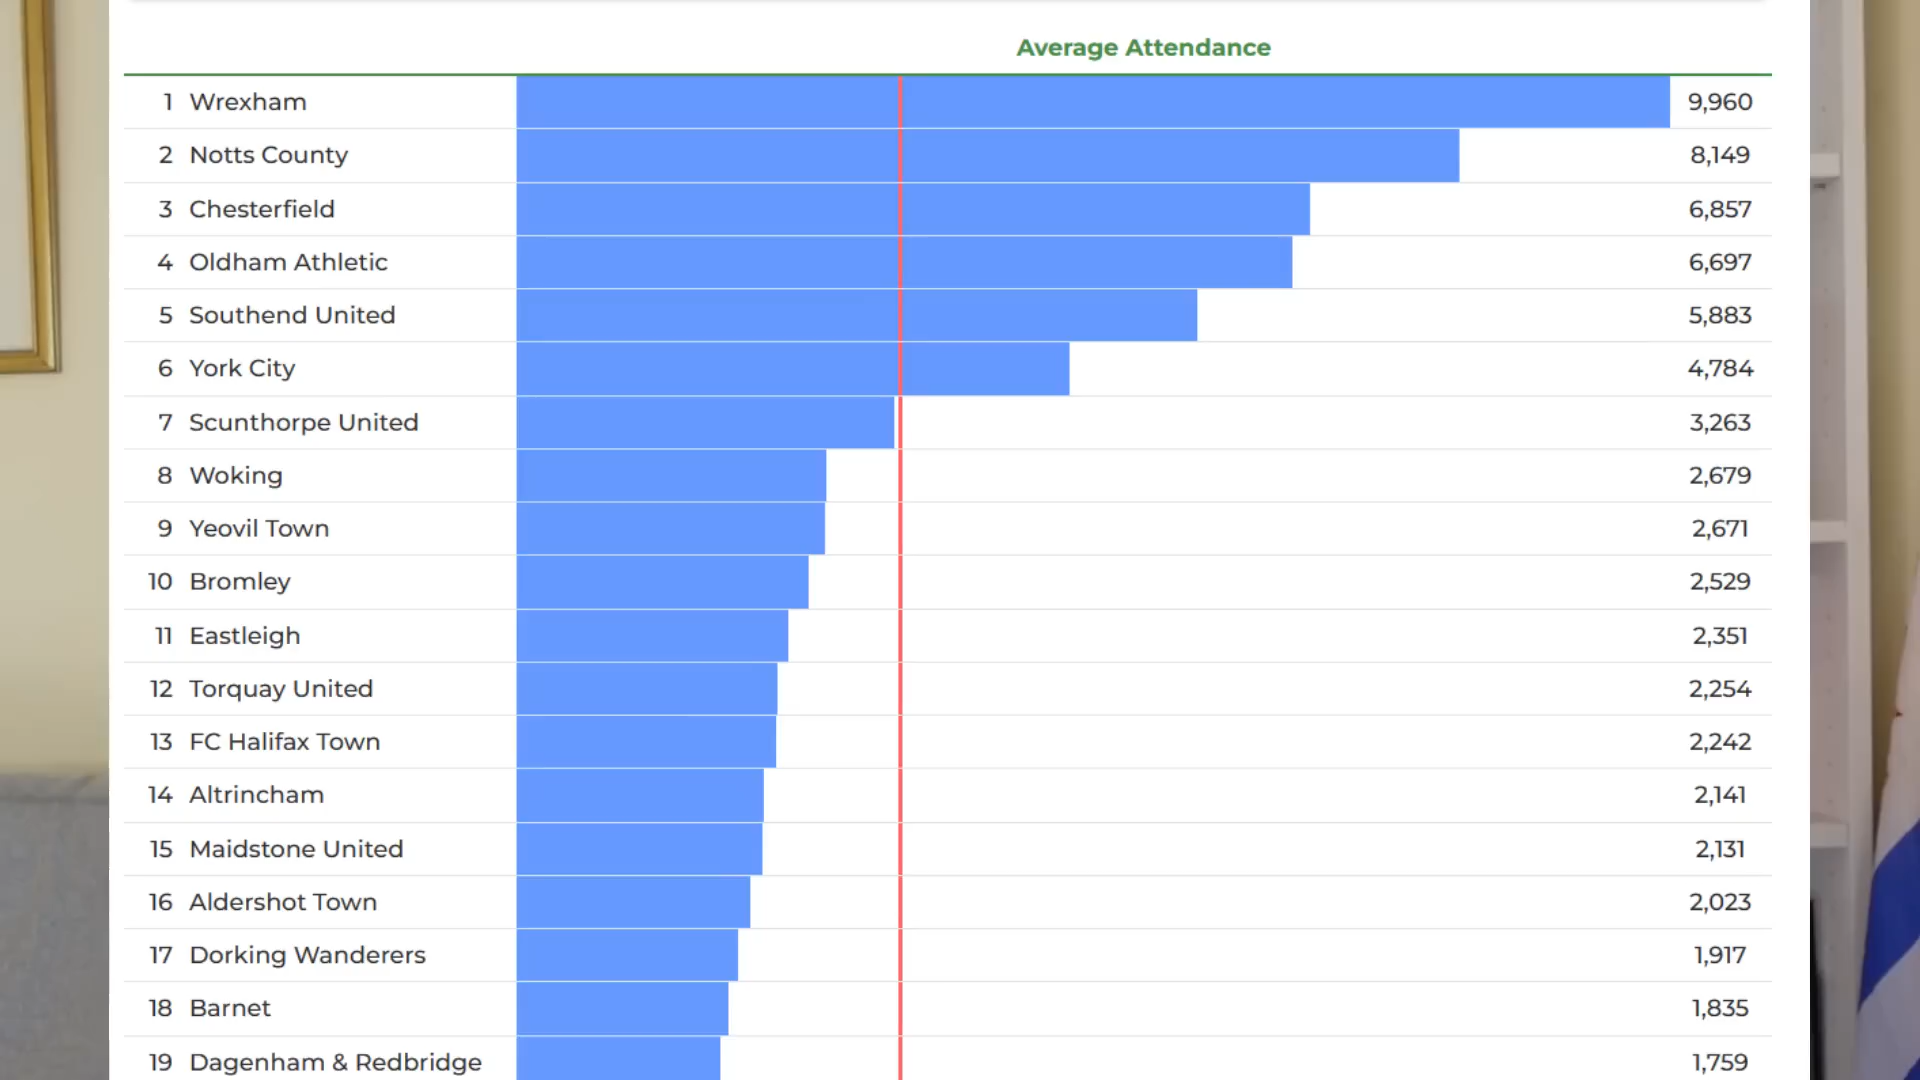 Average Attendance
1 Wrexham 9,960
2 Notts County 8,149
3 Chesterfield 6,857
4 Oldham Athletic 6,697
5 Southend United 5,883
6 York City 4,784
7 Scunthorpe United 3,263
8 Woking 2,679
9 Yeovil Town 2,671
10 Bromley 2,529
11 Eastleigh 2,351
12 Torquay United 2,254
13 FC Halifax Town 2,242
14 Altrincham 2,141
15 Maidstone United 2,131
16 Aldershot Town 2,023
17 Dorking Wanderers 1,917
18 Barnet 1,835
19 Dagenham & Redbridge 1,759